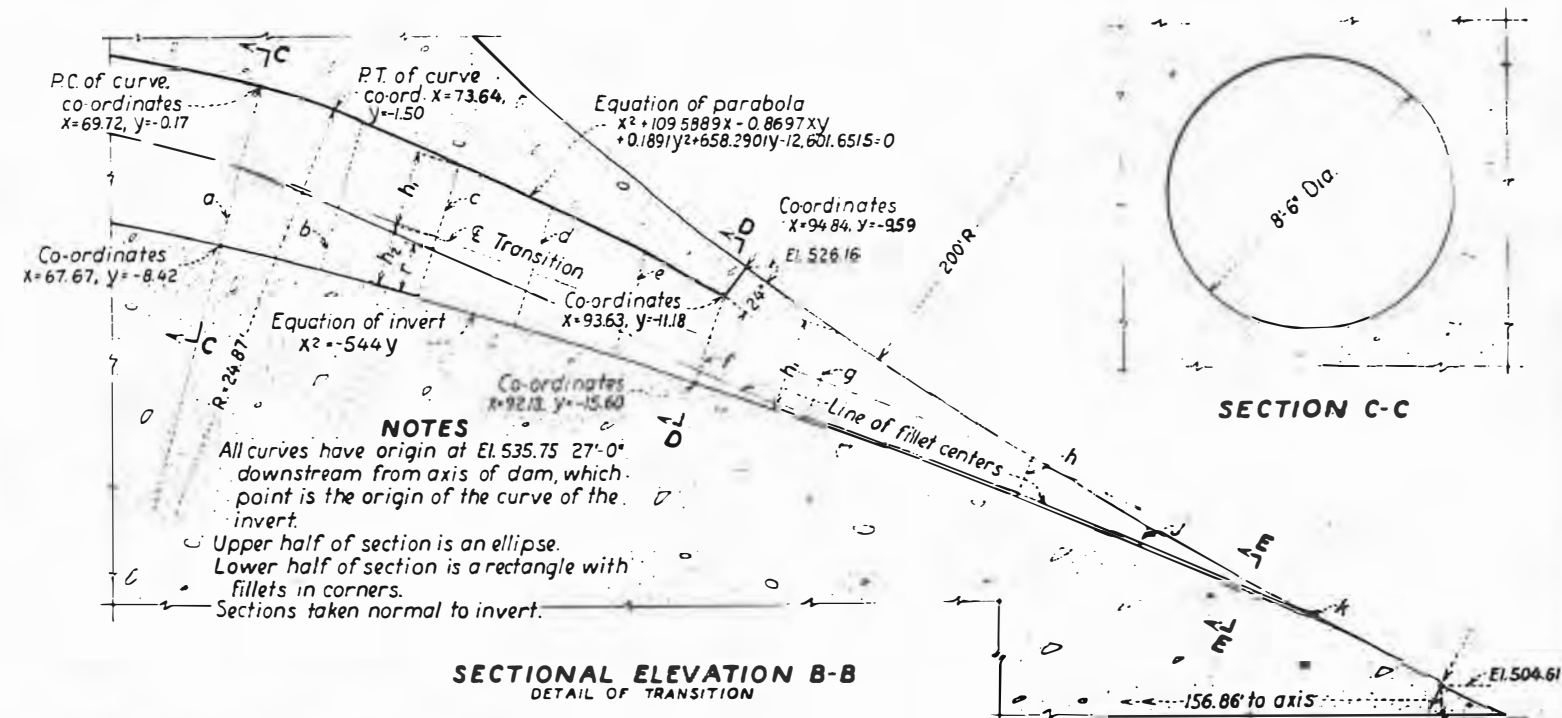 C
P.C. of curve.
co-ordinates
x=69.72, y=-0.17
P.T. of curve
co-ord. x=73.64,
y=-1.50
Equation of parabola
x²+109.5889x-0.8697xy
+0.1891y²+658.2901y-12,601.6515=0
8'-6" Dia.
a
b
h₁
c
d
e
h₂
r
℄ Transition
D
Co-ordinates
x=94.84, y=-9.59
El. 526.16
200'R
Co-ordinates
x=67.67, y=-8.42
Co-ordinates
x=93.63, y=-11.18
24"
Equation of invert
x²=-544y
C
R=24.87'
f
h₁
g
Co-ordinates
x=92.13, y=-15.60
D
Line of fillet centers
h
SECTION C-C
NOTES
All curves have origin at El. 535.75 27'-0"
downstream from axis of dam, which
point is the origin of the curve of the
invert.
Upper half of section is an ellipse.
Lower half of section is a rectangle with
fillets in corners.
Sections taken normal to invert.
j
E
k
E
SECTIONAL ELEVATION B-B
DETAIL OF TRANSITION
156.86' to axis
El. 504.61